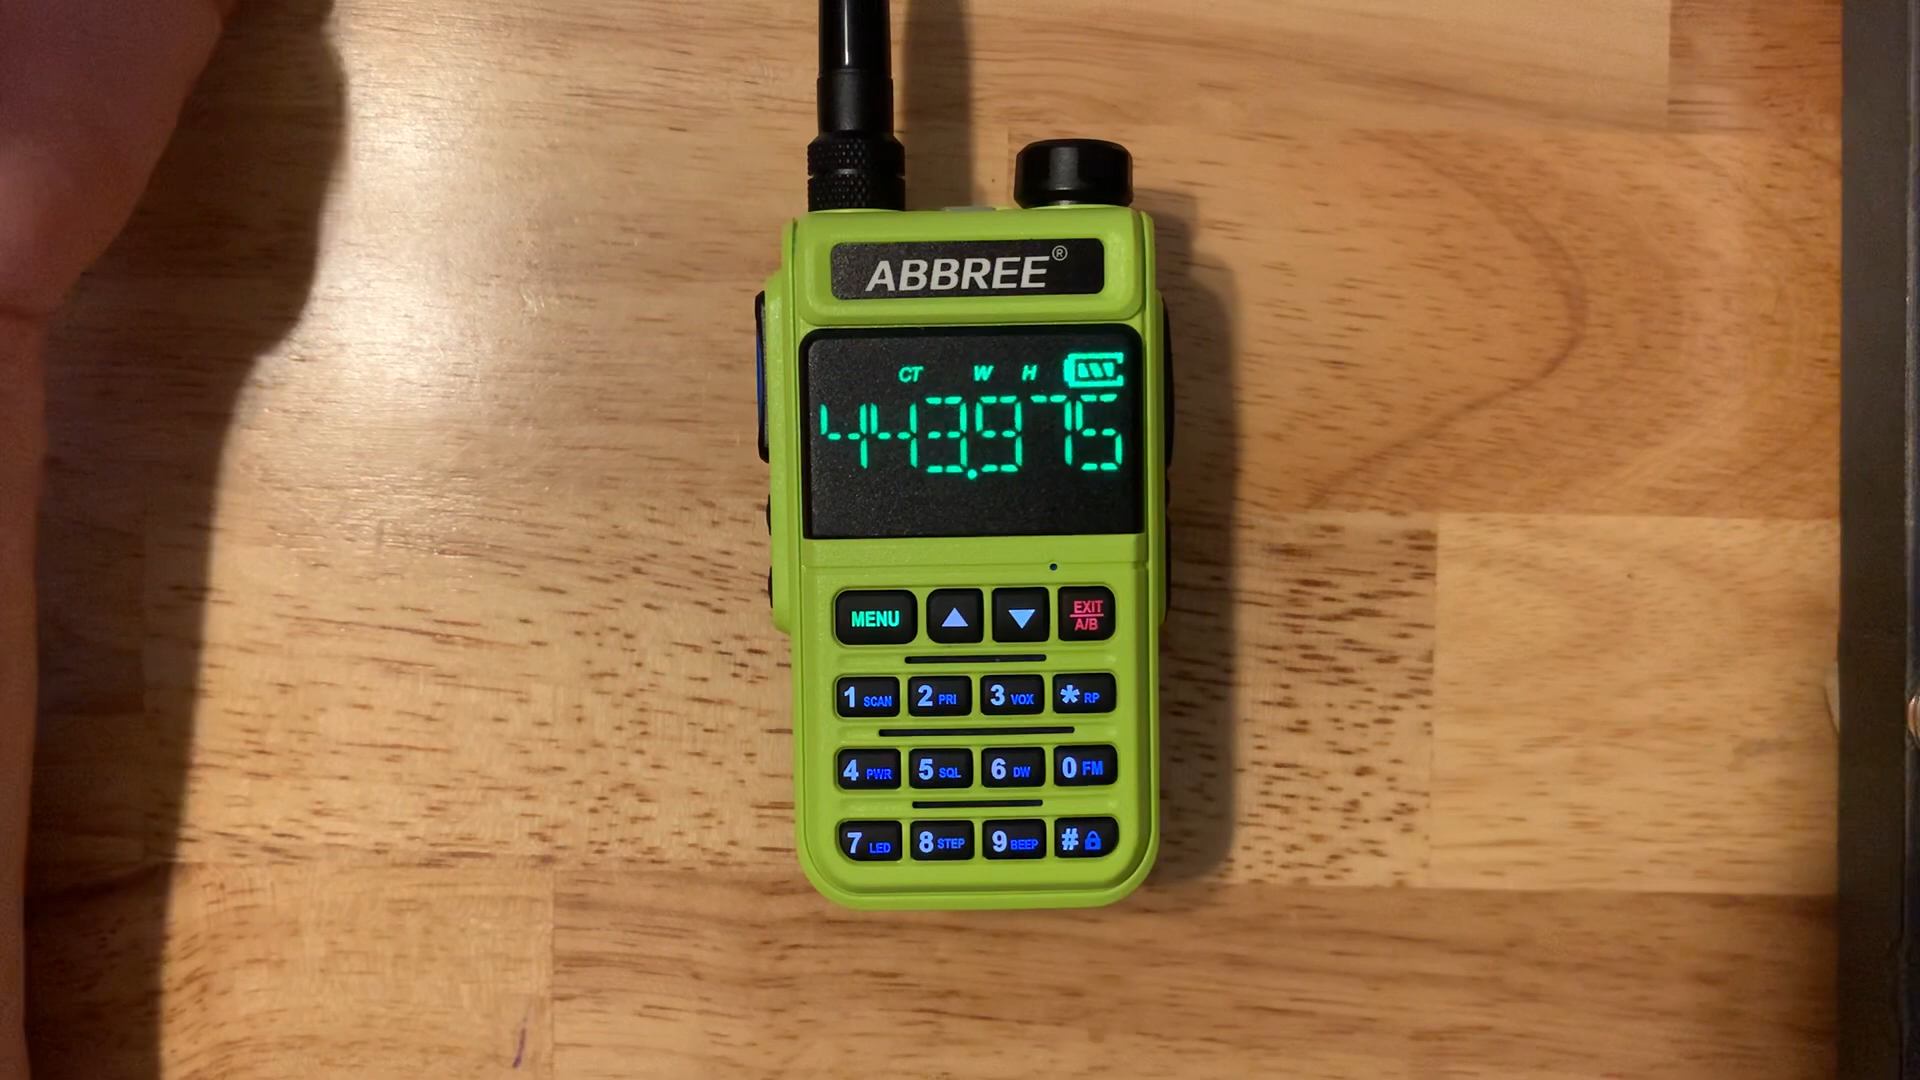 ABBREE®
CT W H
443.975
MENU ▲ ▼ EXIT A/B
1 SCAN 2 PRI 3 VOX * RP
4 PWR 5 SQL 6 DW 0 FM
7 LED 8 STEP 9 BEEP #